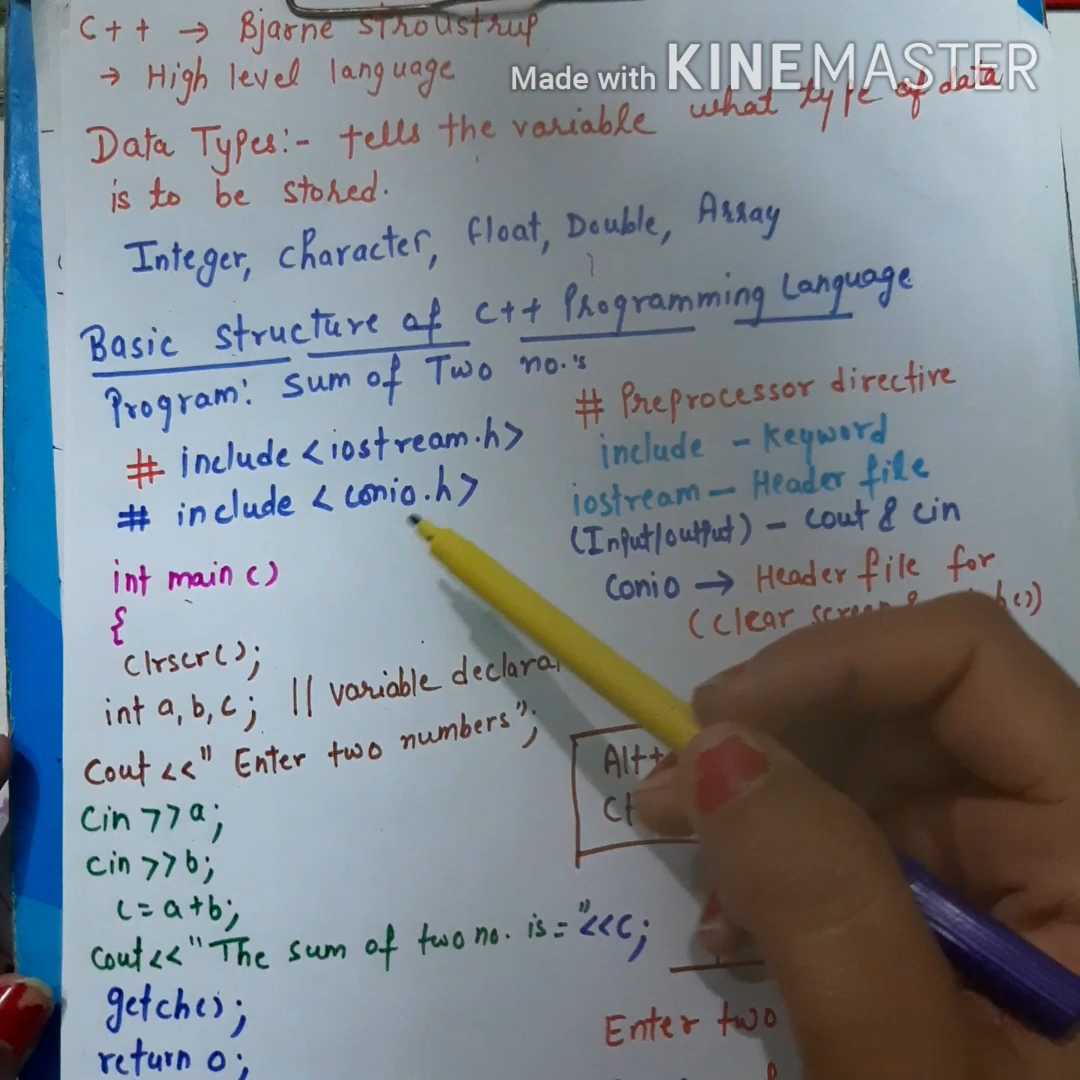 C++ → Bjarne stroustrup
→ High level language
Made with KINEMASTER
Data Types:- tells the variable what type of data
is to be stored.
Integer, character, float, Double, Array
Basic structure of C++ Programming Language
Program: Sum of Two no.'s
# include <iostream.h>
# include <conio.h>
int main ()
{
clrscr();
int a, b, c; //variable
Cout <<" Enter two numbers";
Cin >>a;
Cin >>b;
c = a+b;
Cout<<"The sum of two no. is="<<c;
getch();
return 0;
# Preprocessor directive
include - keyword
iostream - Header file
(Input/output) - cout & cin
Conio → Header file for
(clear
Enter two